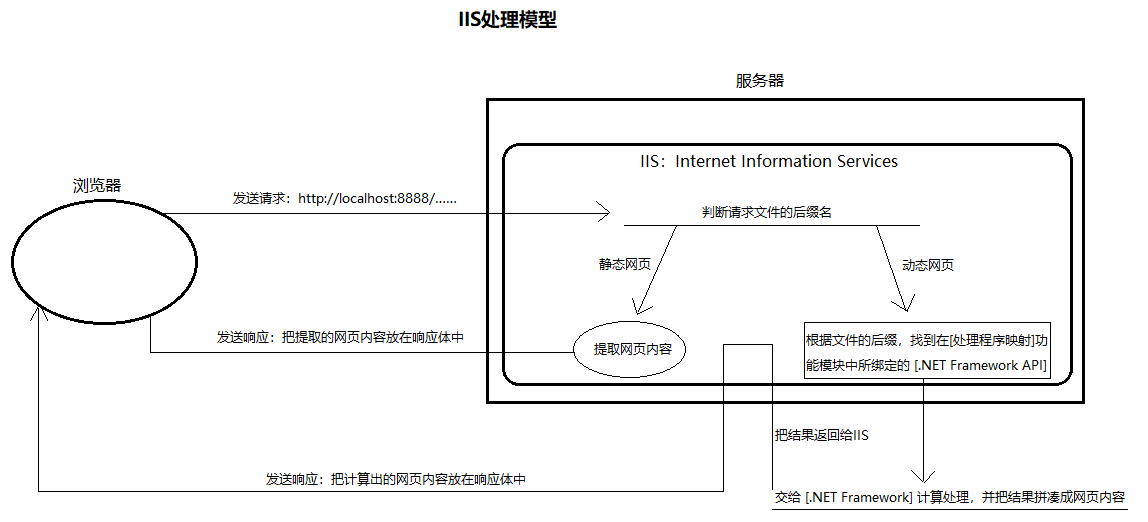 IIS处理模型
服务器
IIS：Internet Information Services
浏览器
发送请求：http://localhost:8888/......
判断请求文件的后缀名
静态网页
动态网页
发送响应：把提取的网页内容放在响应体中
提取网页内容
根据文件的后缀，找到在[处理程序映射]功
能模块中所绑定的 [.NET Framework API]
把结果返回给IIS
发送响应：把计算出的网页内容放在响应体中
交给 [.NET Framework] 计算处理，并把结果拼凑成网页内容